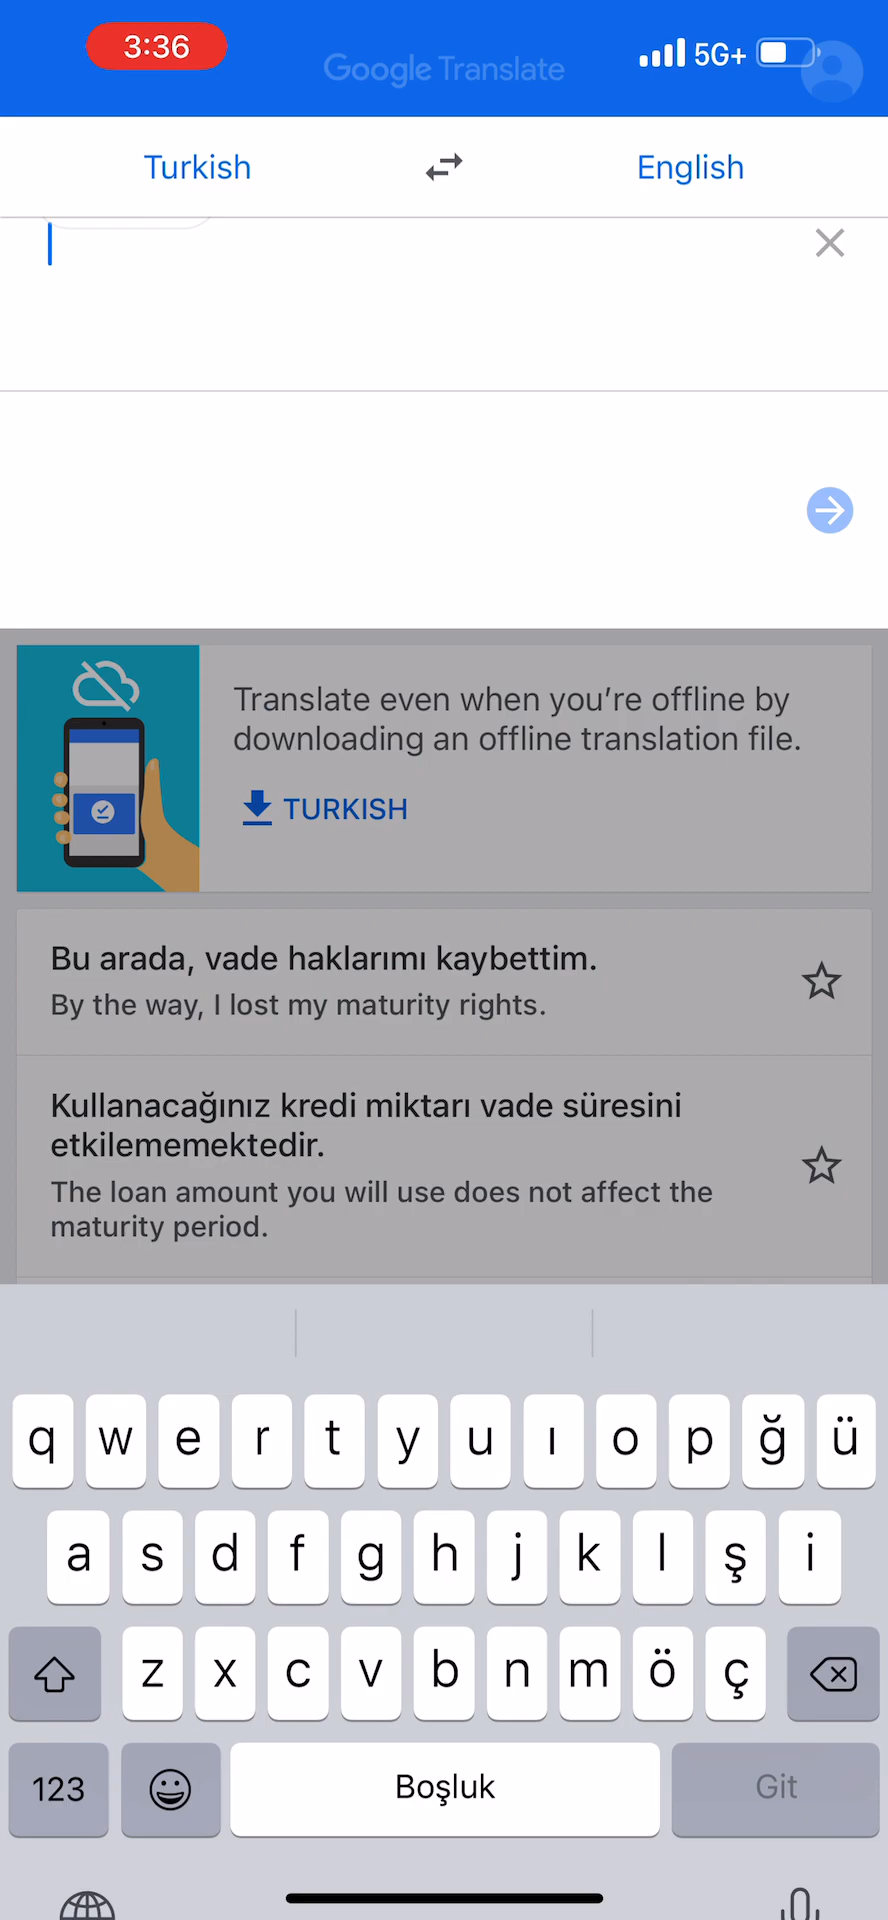 3:36
5G+
Google Translate
Turkish
English
Translate even when you’re offline by
downloading an offline translation file.
TURKISH
Bu arada, vade haklarımı kaybettim.
By the way, I lost my maturity rights.
Kullanacağınız kredi miktarı vade süresini
etkilememektedir.
The loan amount you will use does not affect the
maturity period.
q w e r t y u ı o p ğ ü
a s d f g h j k l ş i
z x c v b n m ö ç
123
Boşluk
Git